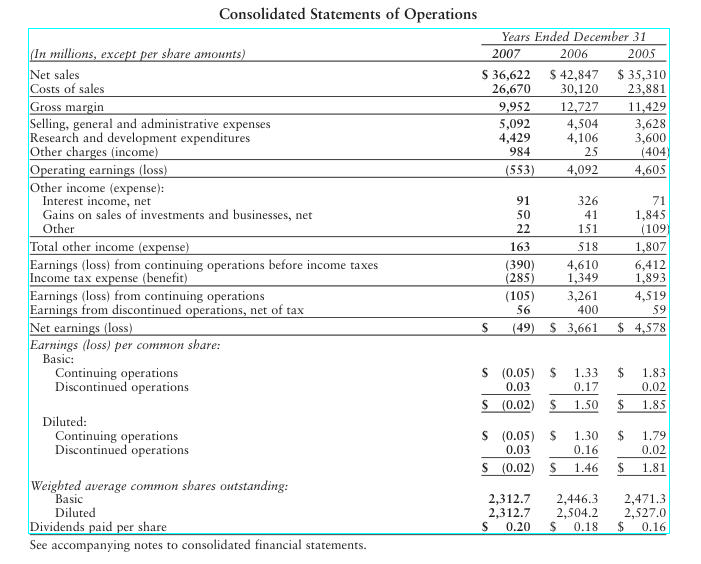 Consolidated Statements of Operations
Years Ended December 31
(In millions, except per share amounts) 2007 2006 2005
Net sales $ 36,622 $ 42,847 $ 35,310
Costs of sales 26,670 30,120 23,881
Gross margin 9,952 12,727 11,429
Selling, general and administrative expenses 5,092 4,504 3,628
Research and development expenditures 4,429 4,106 3,600
Other charges (income) 984 25 (404)
Operating earnings (loss) (553) 4,092 4,605
Other income (expense):
Interest income, net 91 326 71
Gains on sales of investments and businesses, net 50 41 1,845
Other 22 151 (109)
Total other income (expense) 163 518 1,807
Earnings (loss) from continuing operations before income taxes (390) 4,610 6,412
Income tax expense (benefit) (285) 1,349 1,893
Earnings (loss) from continuing operations (105) 3,261 4,519
Earnings from discontinued operations, net of tax 56 400 59
Net earnings (loss) $ (49) $ 3,661 $ 4,578
Earnings (loss) per common share:
Basic:
Continuing operations $ (0.05) $ 1.33 $ 1.83
Discontinued operations 0.03 0.17 0.02
$ (0.02) $ 1.50 $ 1.85
Diluted:
Continuing operations $ (0.05) $ 1.30 $ 1.79
Discontinued operations 0.03 0.16 0.02
$ (0.02) $ 1.46 $ 1.81
Weighted average common shares outstanding:
Basic 2,312.7 2,446.3 2,471.3
Diluted 2,312.7 2,504.2 2,527.0
Dividends paid per share $ 0.20 $ 0.18 $ 0.16
See accompanying notes to consolidated financial statements.